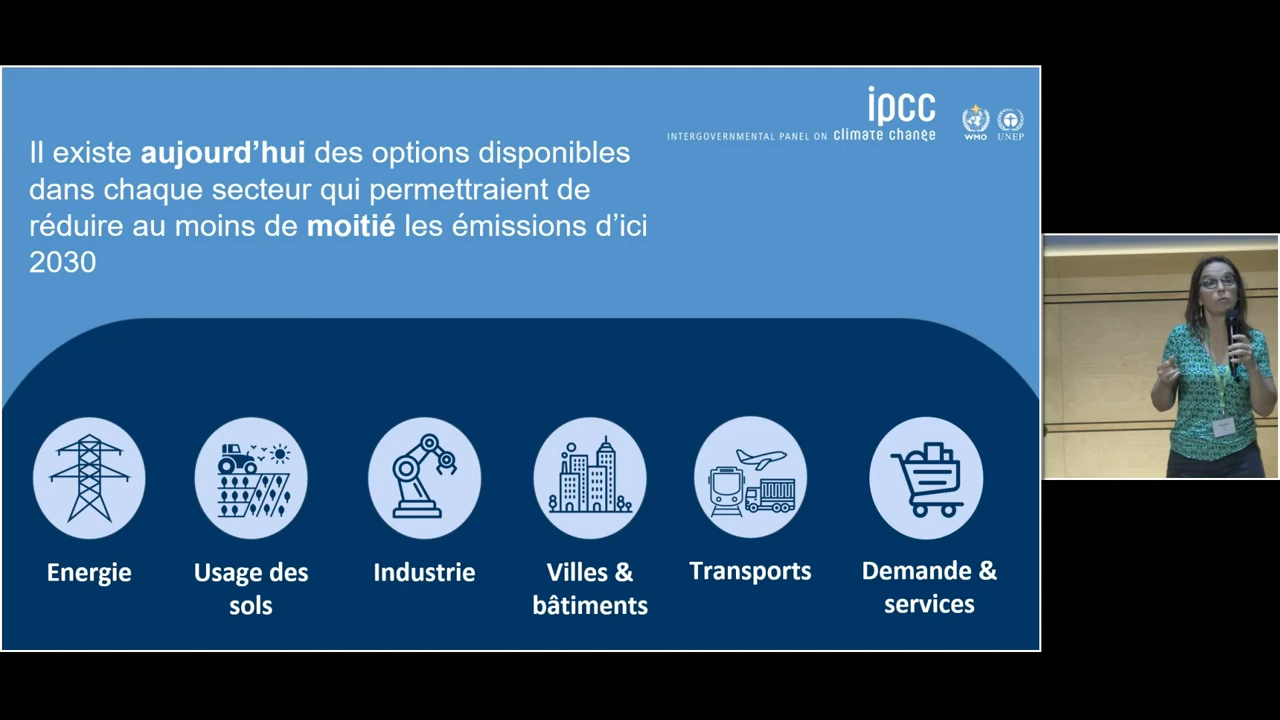 ipcc
INTERGOVERNMENTAL PANEL ON climate change
WMO UNEP
Il existe aujourd’hui des options disponibles
dans chaque secteur qui permettraient de
réduire au moins de moitié les émissions d’ici
2030
Energie
Usage des
sols
Industrie
Villes &
bâtiments
Transports
Demande &
services